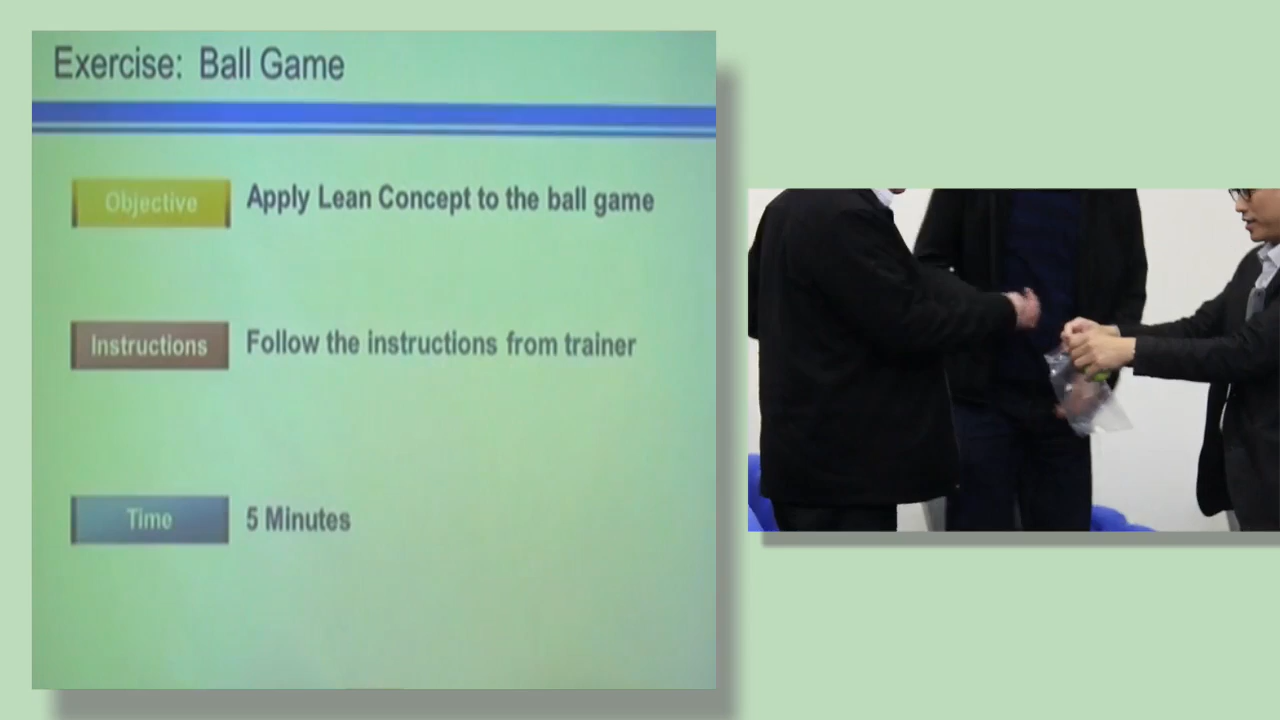 Exercise: Ball Game
Objective
Apply Lean Concept to the ball game
Instructions
Follow the instructions from trainer
Time
5 Minutes